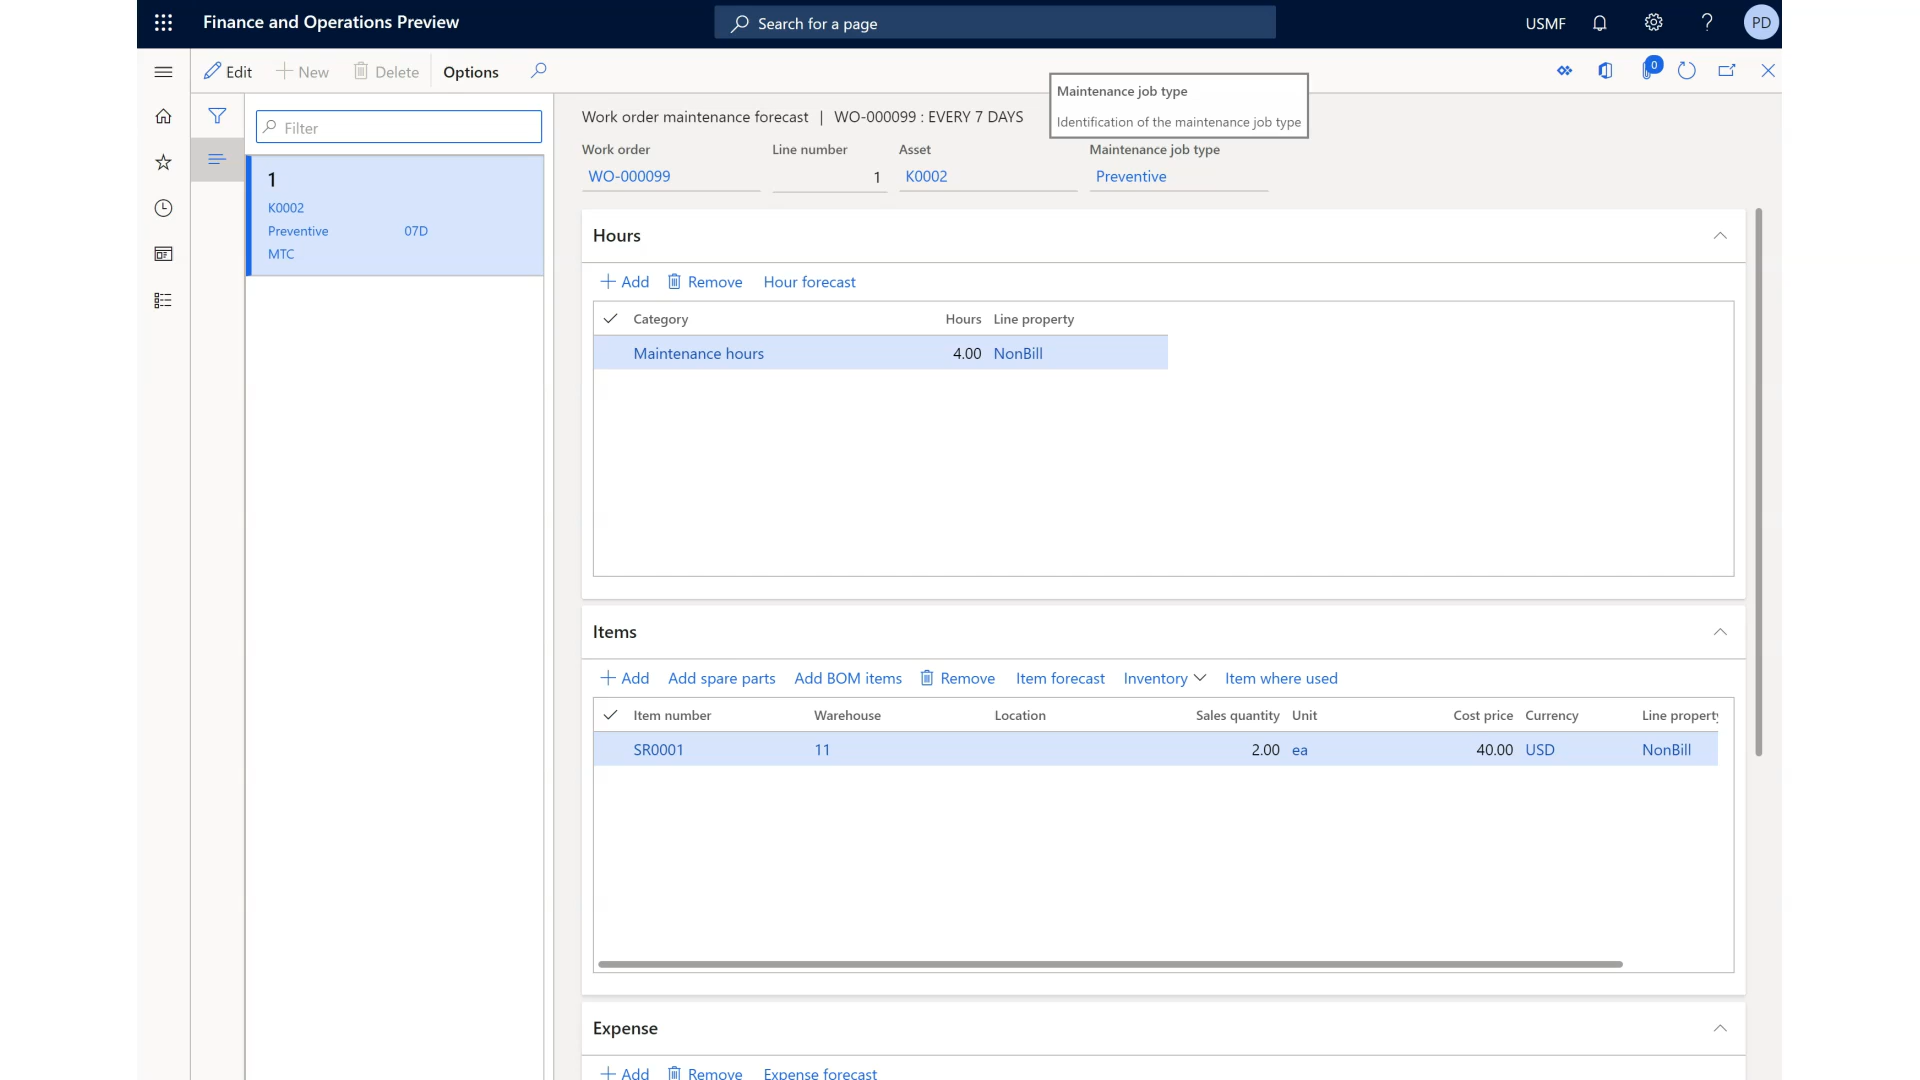 Finance and Operations Preview
Search for a page
USMF
PD
Edit
New
Delete
Options
0
Filter
1
K0002
Preventive 07D
MTC
Work order maintenance forecast | WO-000099 : EVERY 7 DAYS
Maintenance job type
Identification of the maintenance job type
Work order Line number Asset Maintenance job type
WO-000099 1 K0002 Preventive
Hours
Add Remove Hour forecast
Category Hours Line property
Maintenance hours 4.00 NonBill
Items
Add Add spare parts Add BOM items Remove Item forecast Inventory Item where used
Item number Warehouse Location Sales quantity Unit Cost price Currency Line property
SR0001 11 2.00 ea 40.00 USD NonBill
Expense
Add Remove Expense forecast